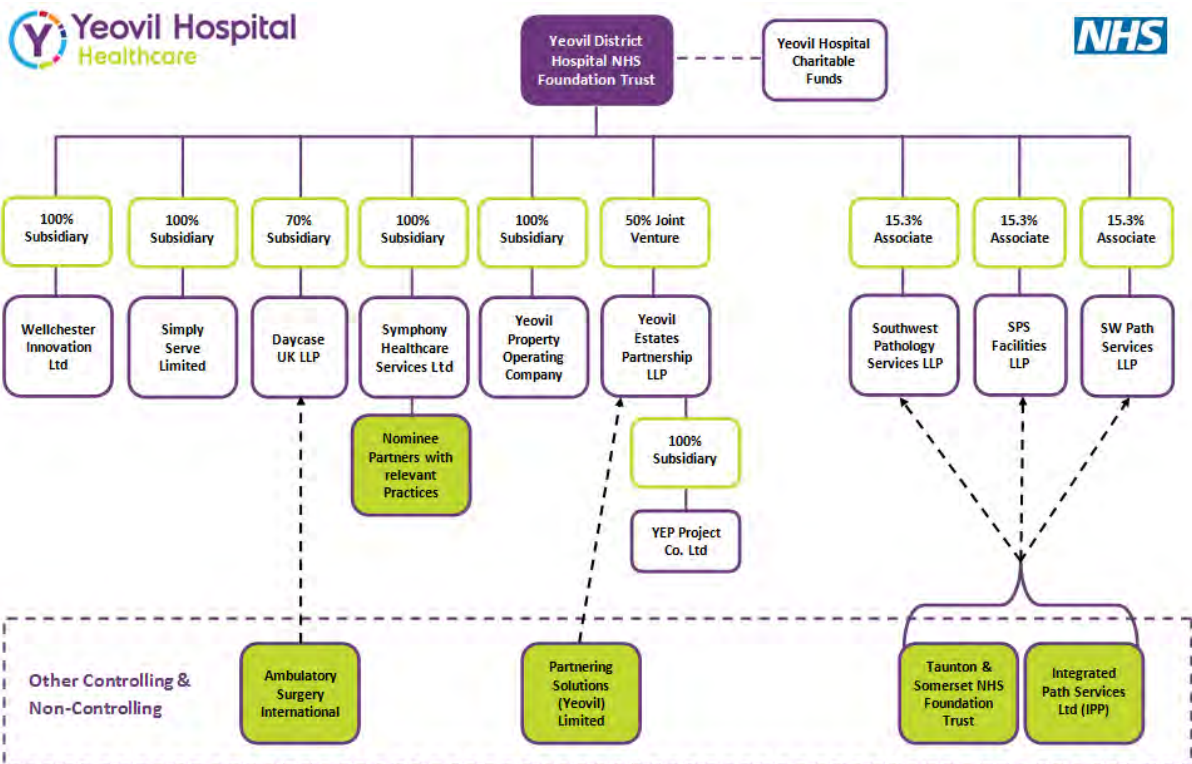 Yeovil Hospital
Healthcare
NHS
Yeovil District
Hospital NHS
Foundation Trust
Yeovil Hospital
Charitable
Funds
100%
Subsidiary
100%
Subsidiary
70%
Subsidiary
100%
Subsidiary
100%
Subsidiary
50% Joint
Venture
15.3%
Associate
15.3%
Associate
15.3%
Associate
Wellchester
Innovation
Ltd
Simply
Serve
Limited
Daycase
UK LLP
Symphony
Healthcare
Services Ltd
Yeovil
Property
Operating
Company
Yeovil
Estates
Partnership
LLP
Southwest
Pathology
Services LLP
SPS
Facilities
LLP
SW Path
Services
LLP
Nominee
Partners with
relevant
Practices
100%
Subsidiary
YEP Project
Co. Ltd
Other Controlling &
Non-Controlling
Ambulatory
Surgery
International
Partnering
Solutions
(Yeovil)
Limited
Taunton &
Somerset NHS
Foundation
Trust
Integrated
Path Services
Ltd (IPP)